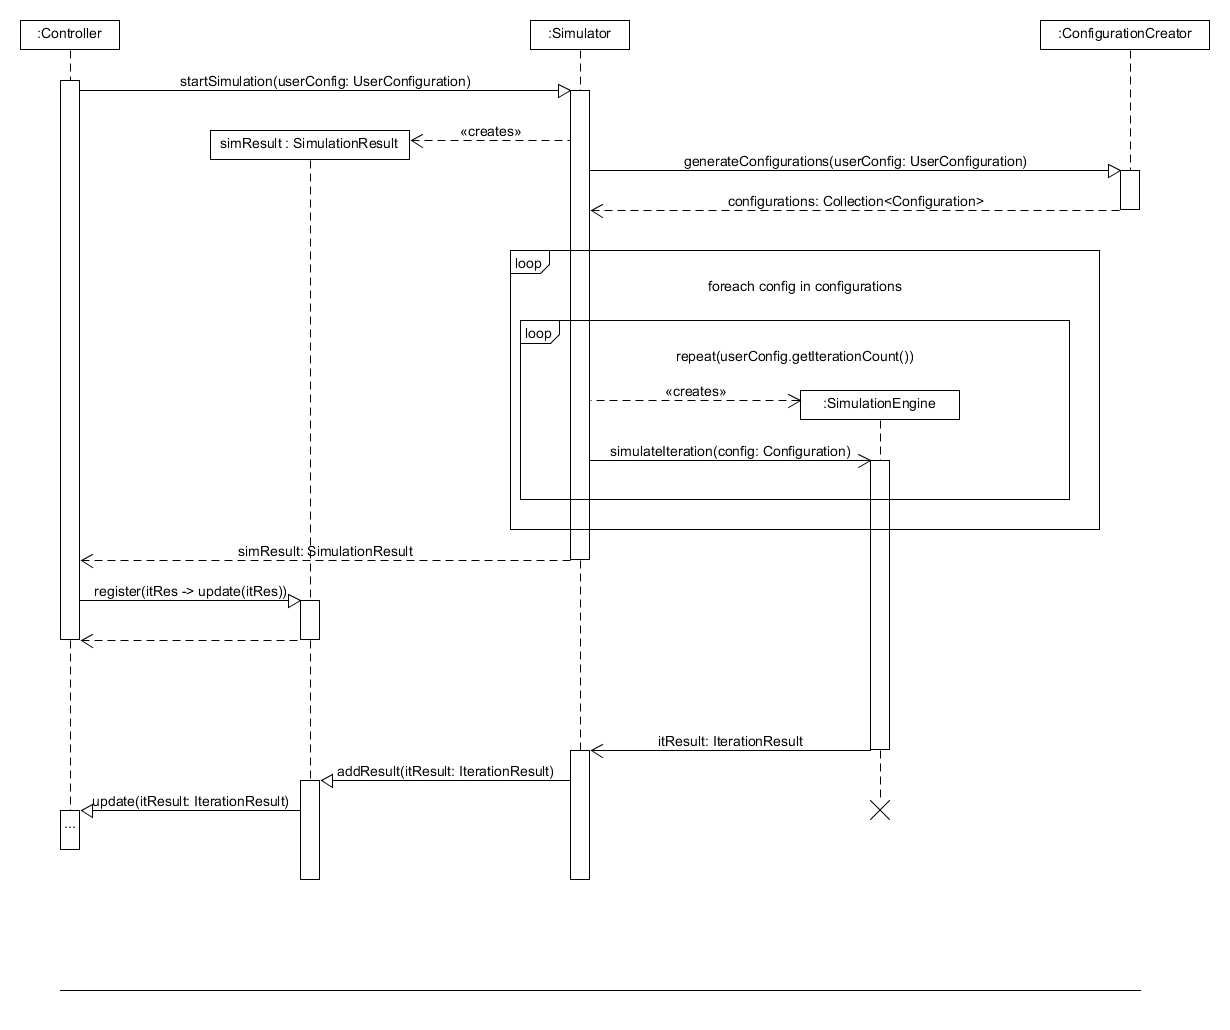 :Controller
:Simulator
:ConfigurationCreator
startSimulation(userConfig: UserConfiguration)
«creates»
simResult : SimulationResult
generateConfigurations(userConfig: UserConfiguration)
configurations: Collection<Configuration>
loop
foreach config in configurations
loop
repeat(userConfig.getIterationCount())
«creates»
:SimulationEngine
simulateIteration(config: Configuration)
simResult: SimulationResult
register(itRes -> update(itRes))
itResult: IterationResult
addResult(itResult: IterationResult)
update(itResult: IterationResult)
...